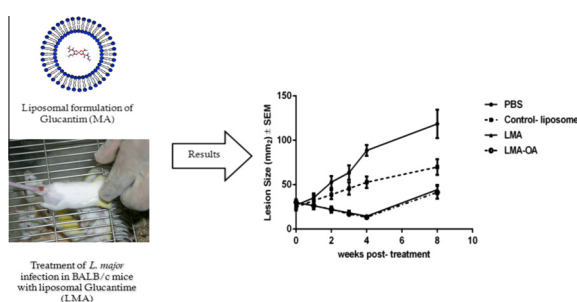 Liposomal formulation of
Glucantim (MA)
Treatment of L. major
infection in BALB/c mice
with liposomal Glucantime
(LMA)
Results
Lesion Size (mm2) ± SEM
150
100
50
0
0
2
4
6
8
10
weeks post- treatment
PBS
Control- liposome
LMA
LMA-OA